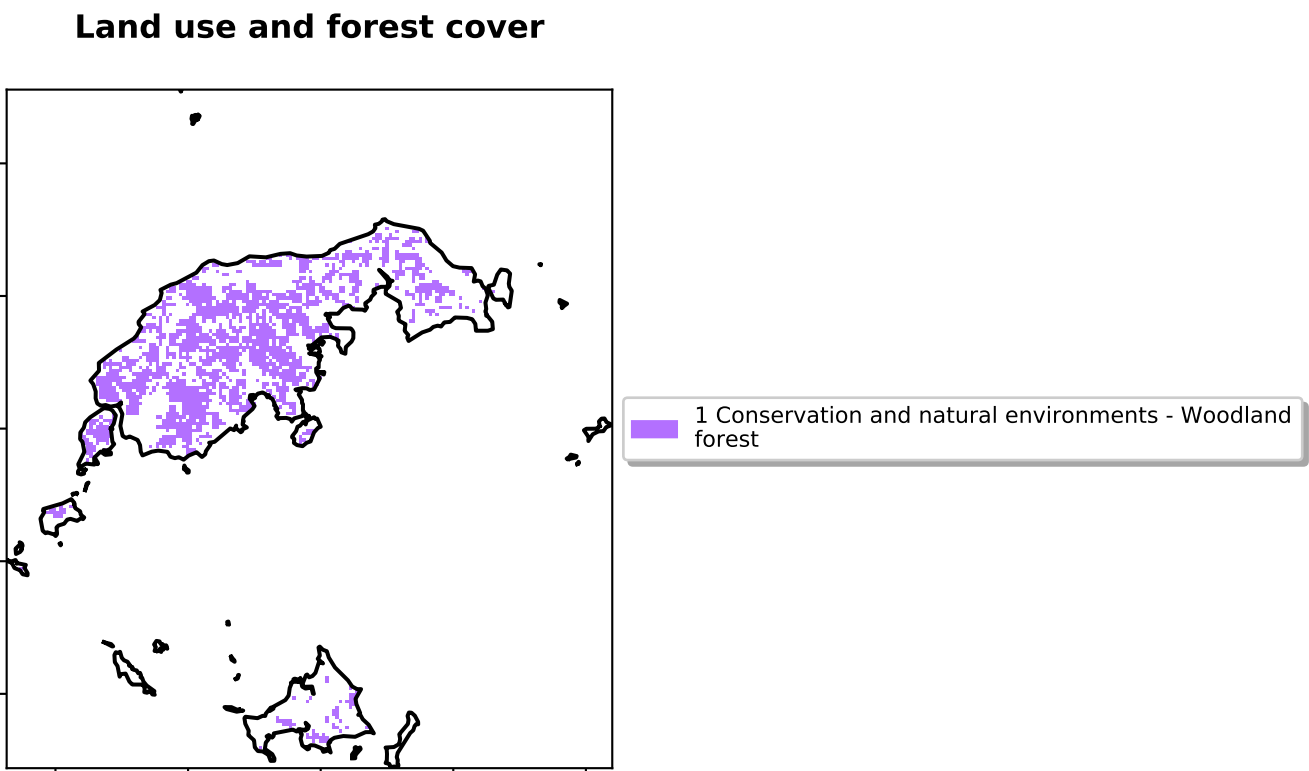 Land use and forest cover
1 Conservation and natural environments - Woodland
forest